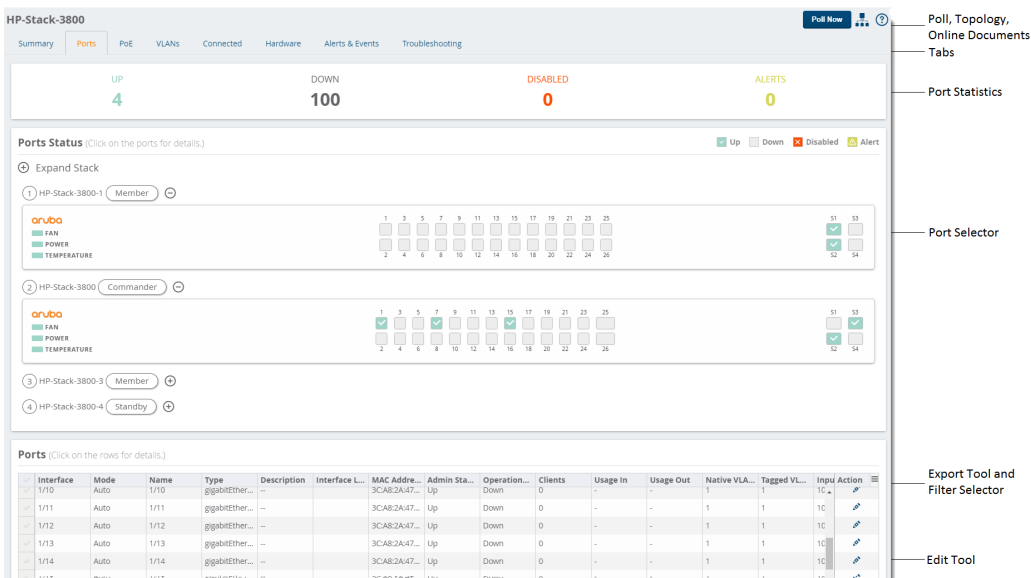 HP-Stack-3800
Poll Now
?
Poll, Topology,
Online Documents
Summary Ports PoE VLANs Connected Hardware Alerts & Events Troubleshooting
Tabs
UP DOWN DISABLED ALERTS
4 100 0 0
Port Statistics
Ports Status (Click on the ports for details.)
Up Down Disabled Alert
Expand Stack
1 HP-Stack-3800-1 Member
aruba
1 3 5 7 9 11 13 15 17 19 21 23 25 S1 S3
FAN
POWER
TEMPERATURE
2 4 6 8 10 12 14 16 18 20 22 24 26 S2 S4
Port Selector
2 HP-Stack-3800 Commander
aruba
1 3 5 7 9 11 13 15 17 19 21 23 25 S1 S3
FAN
POWER
TEMPERATURE
2 4 6 8 10 12 14 16 18 20 22 24 26 S2 S4
3 HP-Stack-3800-3 Member
4 HP-Stack-3800-4 Standby
Ports (Click on the rows for details.)
Export Tool and
Filter Selector
Interface Mode Name Type Description Interface L... MAC Addre... Admin Sta... Operation... Clients Usage In Usage Out Native VLA... Tagged VL... Inpu Action
1/10 Auto 1/10 gigabitEther... -- 3C:A8:2A:47... Up Down 0 - - 1 1 10
1/11 Auto 1/11 gigabitEther... -- 3C:A8:2A:47... Up Down 0 - - 1 1 10
1/12 Auto 1/12 gigabitEther... -- 3C:A8:2A:47... Up Down 0 - - 1 1 10
1/13 Auto 1/13 gigabitEther... -- 3C:A8:2A:47... Up Down 0 - - 1 1 10
1/14 Auto 1/14 gigabitEther... -- 3C:A8:2A:47... Up Down 0 - - 1 1 10
Edit Tool